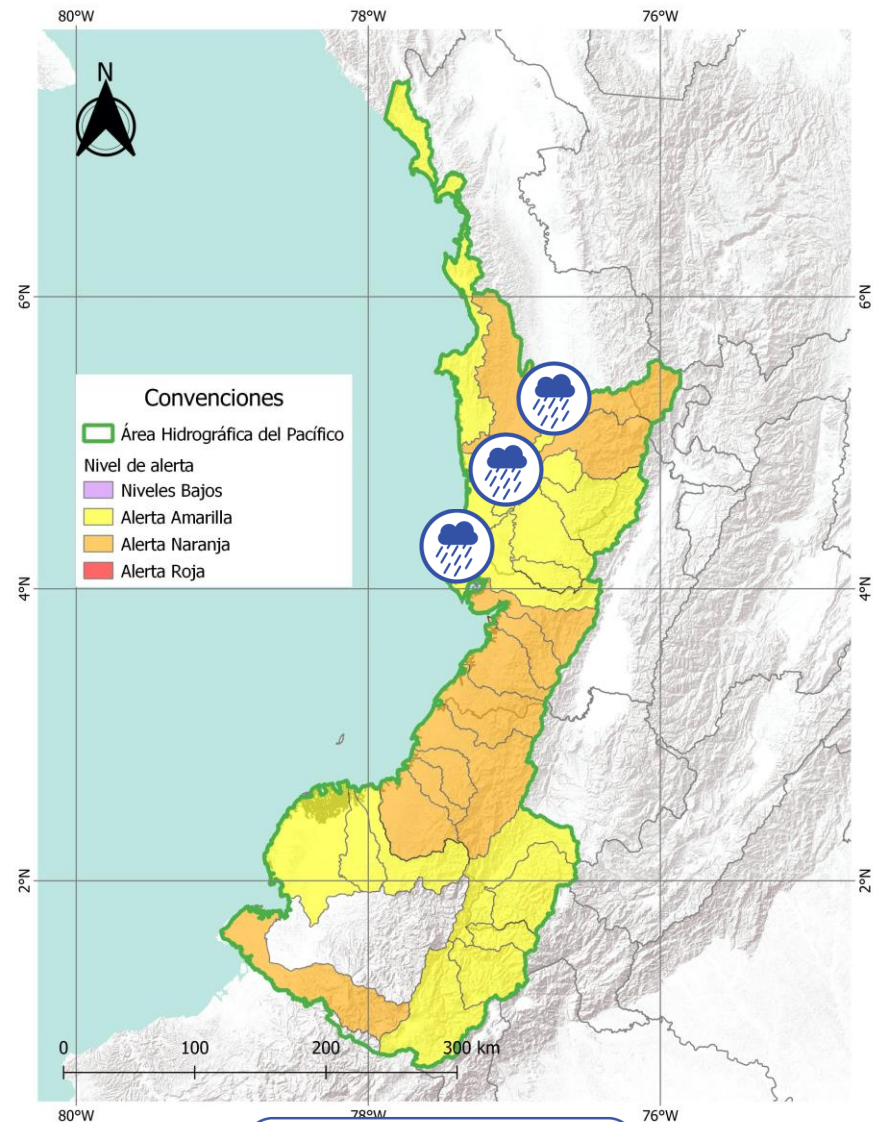 80°W 78°W 76°W
N
6°N 6°N
Convenciones
Área Hidrográfica del Pacífico
Nivel de alerta
Niveles Bajos
Alerta Amarilla
Alerta Naranja
Alerta Roja
4°N 4°N
2°N 2°N
0 100 200 300 km
80°W 78°W 76°W